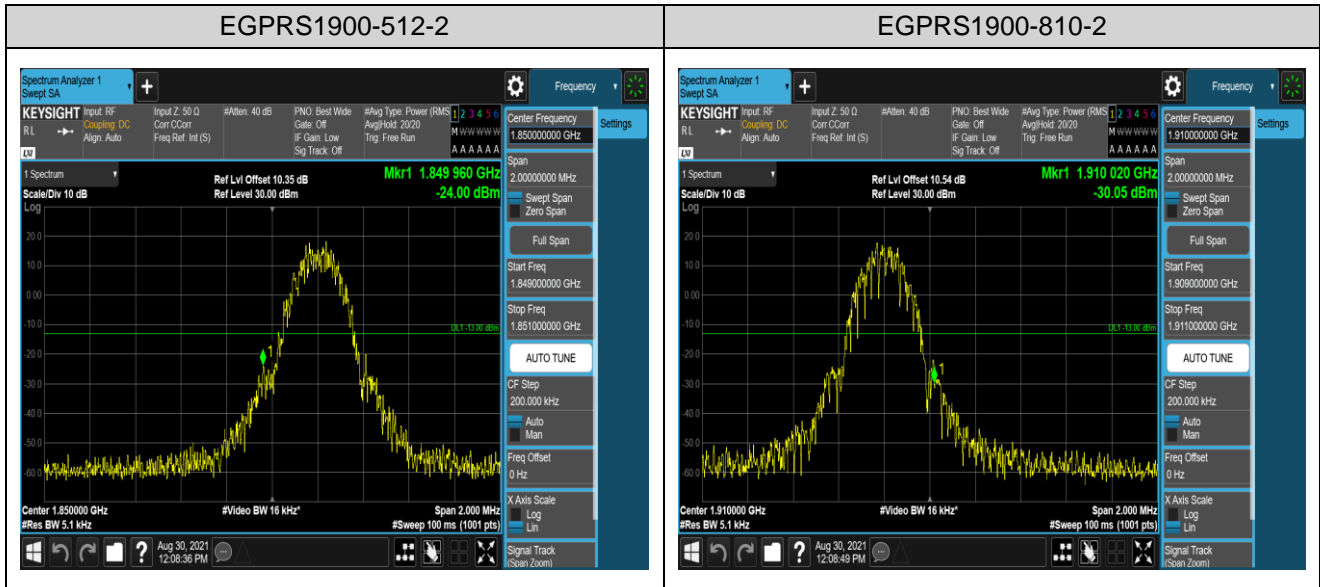 EGPRS1900-512-2
EGPRS1900-810-2
Spectrum Analyzer 1
Swept SA
+
Frequency
KEYSIGHT
Input: RF
Coupling: DC
Align: Auto
Input Z: 50 Ω
Corr CCorr
Freq Ref: Int (S)
#Atten: 40 dB
PNO: Best Wide
Gate: Off
IF Gain: Low
Sig Track: Off
#Avg Type: Power (RMS
Avg|Hold: 20/20
Trig: Free Run
1 2 3 4 5 6
M W W W W W
A A A A A A
RL
LXI
Center Frequency
1.850000000 GHz
Settings
1 Spectrum
Scale/Div 10 dB
Log
Ref Lvl Offset 10.35 dB
Ref Level 30.00 dBm
Mkr1 1.849 960 GHz
-24.00 dBm
Span
2.00000000 MHz
Swept Span
Zero Span
Full Span
Start Freq
1.849000000 GHz
Stop Freq
1.851000000 GHz
AUTO TUNE
CF Step
200.000 kHz
Auto
Man
Freq Offset
0 Hz
X Axis Scale
Log
Lin
Signal Track
(Span Zoom)
20.0
10.0
0.00
-10.0
-20.0
-30.0
-40.0
-50.0
-60.0
DL1 -13.00 dBm
1
Center 1.850000 GHz
#Res BW 5.1 kHz
#Video BW 16 kHz*
Span 2.000 MHz
#Sweep 100 ms (1001 pts)
?
Aug 30, 2021
12:08:36 PM
Spectrum Analyzer 1
Swept SA
+
Frequency
KEYSIGHT
Input: RF
Coupling: DC
Align: Auto
Input Z: 50 Ω
Corr CCorr
Freq Ref: Int (S)
#Atten: 40 dB
PNO: Best Wide
Gate: Off
IF Gain: Low
Sig Track: Off
#Avg Type: Power (RMS
Avg|Hold: 20/20
Trig: Free Run
1 2 3 4 5 6
M W W W W W
A A A A A A
RL
LXI
Center Frequency
1.910000000 GHz
Settings
1 Spectrum
Scale/Div 10 dB
Log
Ref Lvl Offset 10.54 dB
Ref Level 30.00 dBm
Mkr1 1.910 020 GHz
-30.05 dBm
Span
2.00000000 MHz
Swept Span
Zero Span
Full Span
Start Freq
1.909000000 GHz
Stop Freq
1.911000000 GHz
AUTO TUNE
CF Step
200.000 kHz
Auto
Man
Freq Offset
0 Hz
X Axis Scale
Log
Lin
Signal Track
(Span Zoom)
20.0
10.0
0.00
-10.0
-20.0
-30.0
-40.0
-50.0
-60.0
DL1 -13.00 dBm
1
Center 1.910000 GHz
#Res BW 5.1 kHz
#Video BW 16 kHz*
Span 2.000 MHz
#Sweep 100 ms (1001 pts)
?
Aug 30, 2021
12:08:49 PM